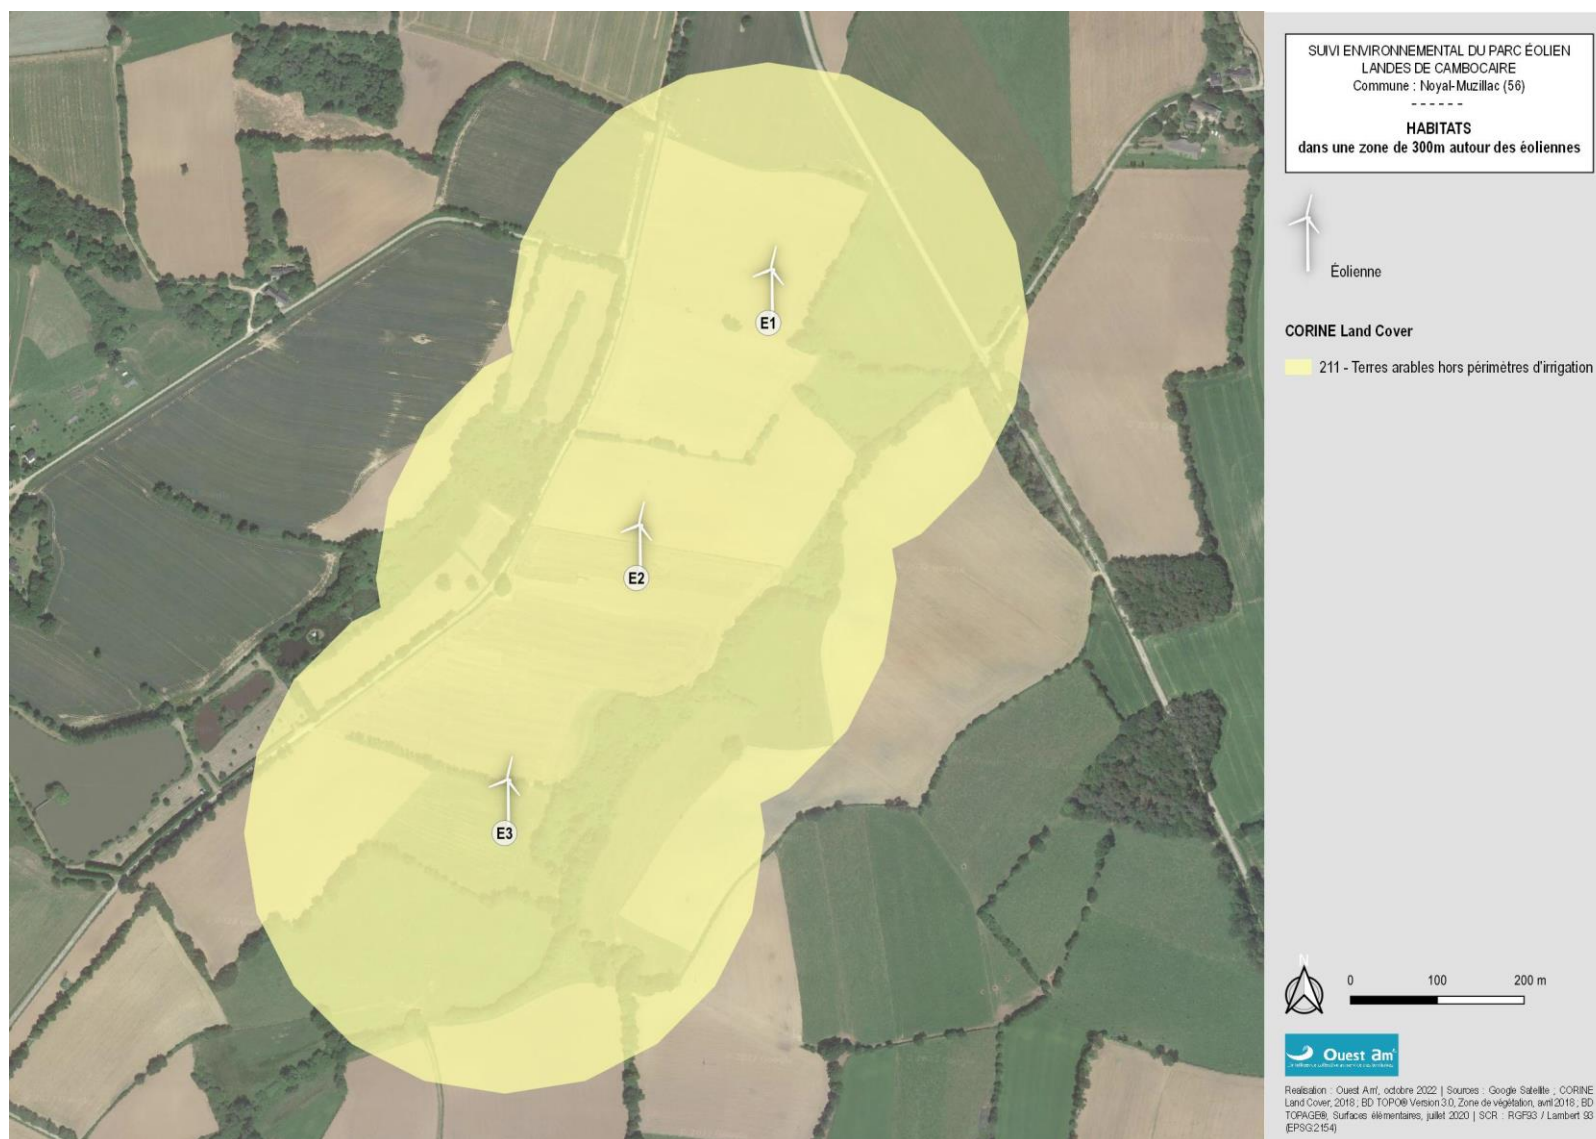 SUIVI ENVIRONNEMENTAL DU PARC ÉOLIEN
LANDES DE CAMBOCAIRE
Commune : Noyal-Muzillac (56)
------
HABITATS
dans une zone de 300m autour des éoliennes
Éolienne
CORINE Land Cover
211 - Terres arables hors périmètres d'irrigation
E1
E2
E3
N
0 100 200 m
Ouest am'
Realisation : Ouest Am', octobre 2022 | Sources : Google Satellite ; CORINE
Land Cover, 2018 ; BD TOPO® Version 3.0, Zone de végétation, avril 2018 ; BD
TOPAGE®, Surfaces élémentaires, juillet 2020 | SCR : RGF93 / Lambert 93
(EPSG:2154)